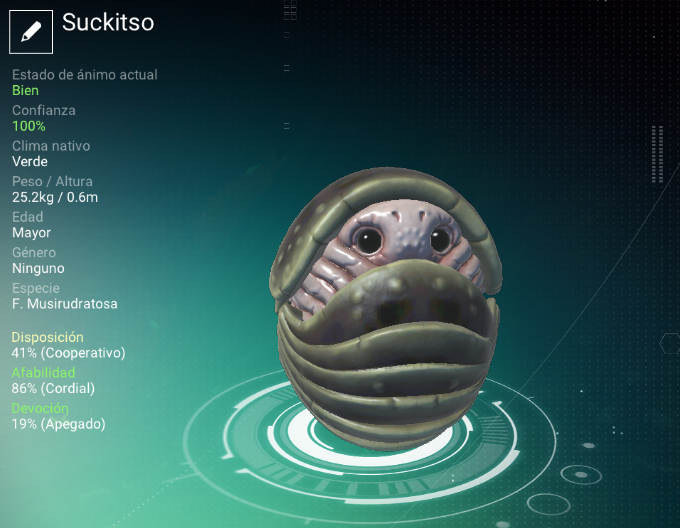 Suckitso
Estado de ánimo actual
Bien
Confianza
100%
Clima nativo
Verde
Peso / Altura
25.2kg / 0.6m
Edad
Mayor
Género
Ninguno
Especie
F. Musirudratosa
Disposición
41% (Cooperativo)
Afabilidad
86% (Cordial)
Devoción
19% (Apegado)